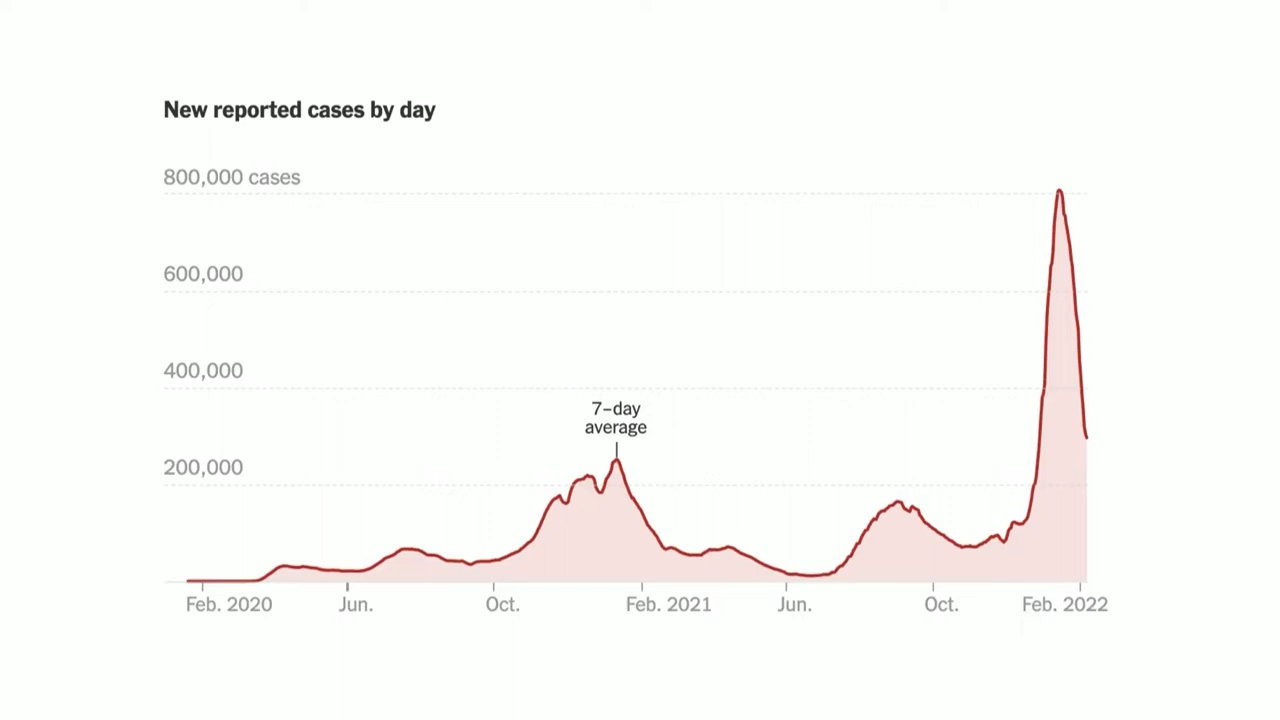 New reported cases by day
800,000 cases
600,000
400,000
7-day
average
200,000
Feb. 2020 Jun. Oct. Feb. 2021 Jun. Oct. Feb. 2022